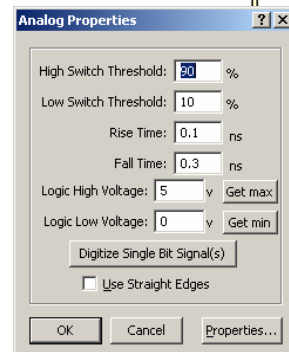 Analog Properties ? x
High Switch Threshold: 90 %
Low Switch Threshold: 10 %
Rise Time: 0.1 ns
Fall Time: 0.3 ns
Logic High Voltage: 5 v Get max
Logic Low Voltage: 0 v Get min
Digitize Single Bit Signal(s)
Use Straight Edges
OK Cancel Properties...